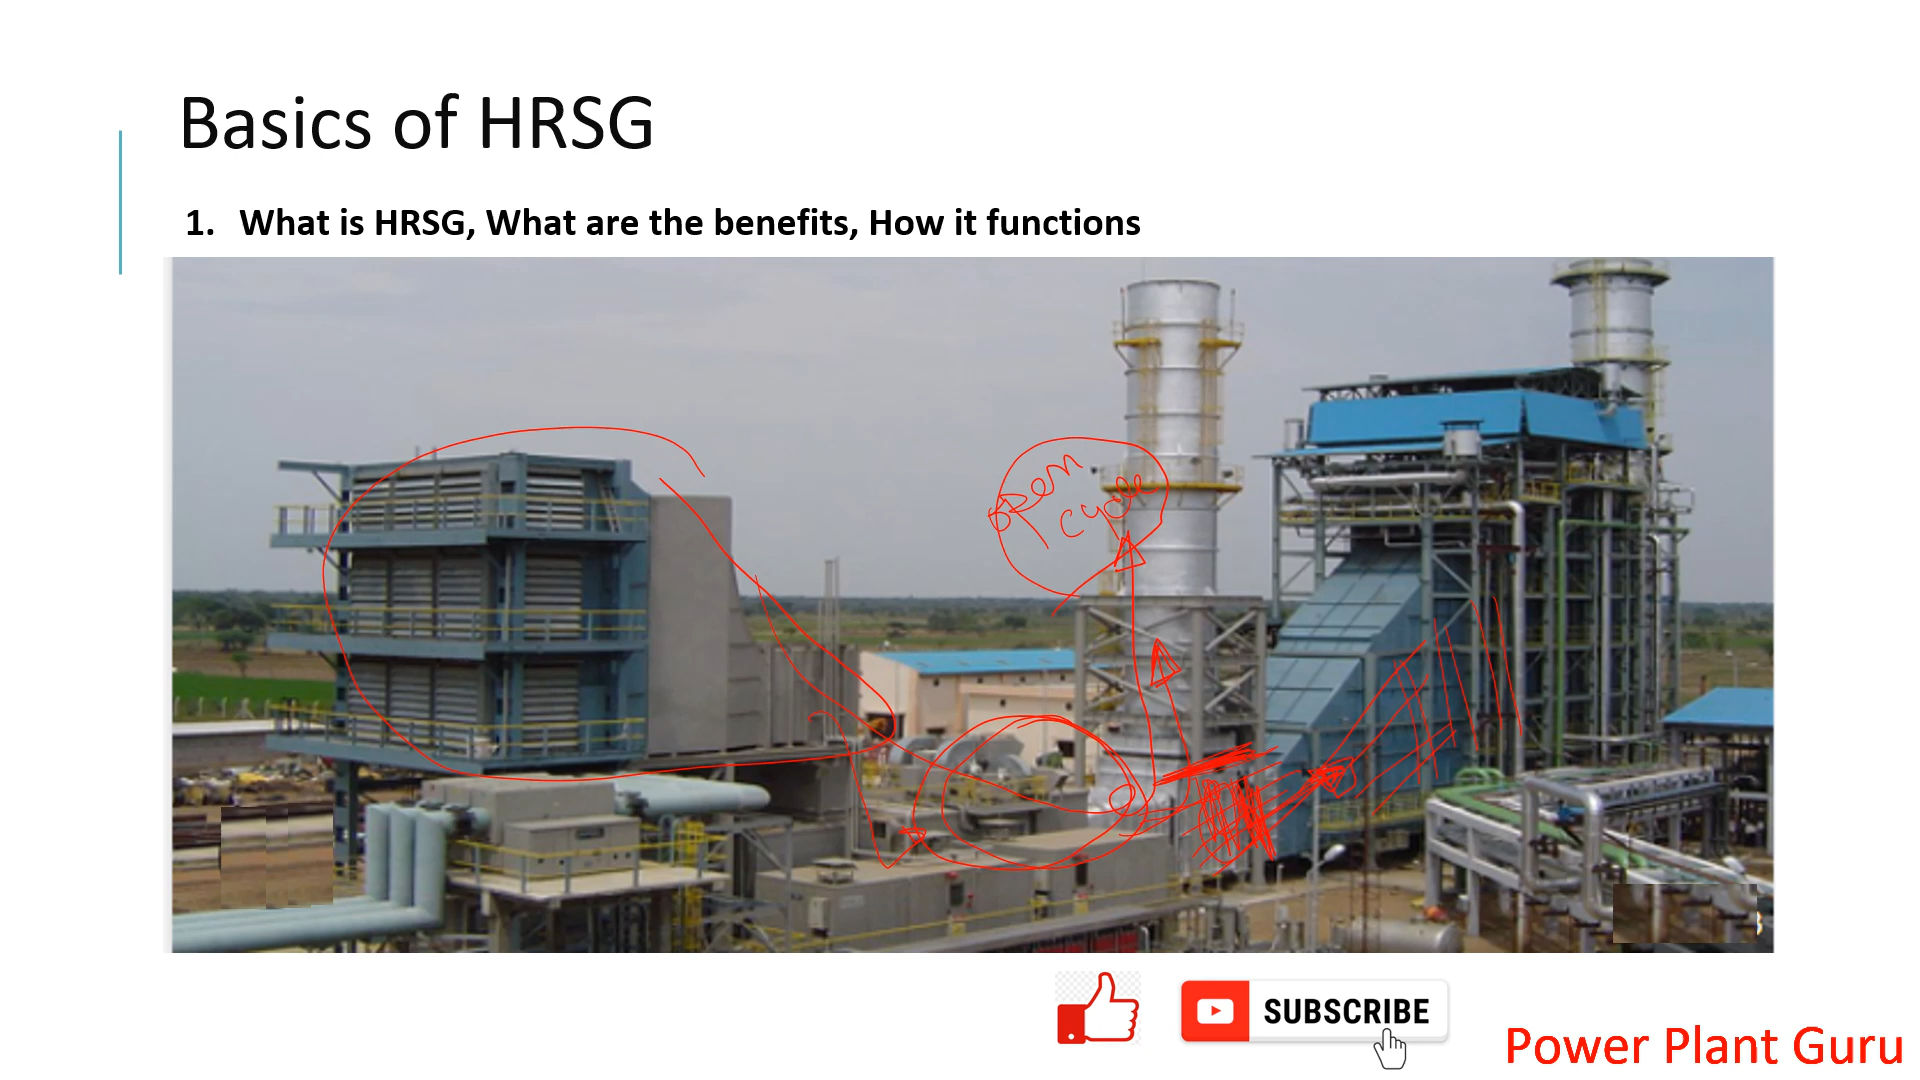 Basics of HRSG
1. What is HRSG, What are the benefits, How it functions
open
cycle
SUBSCRIBE
Power Plant Guru